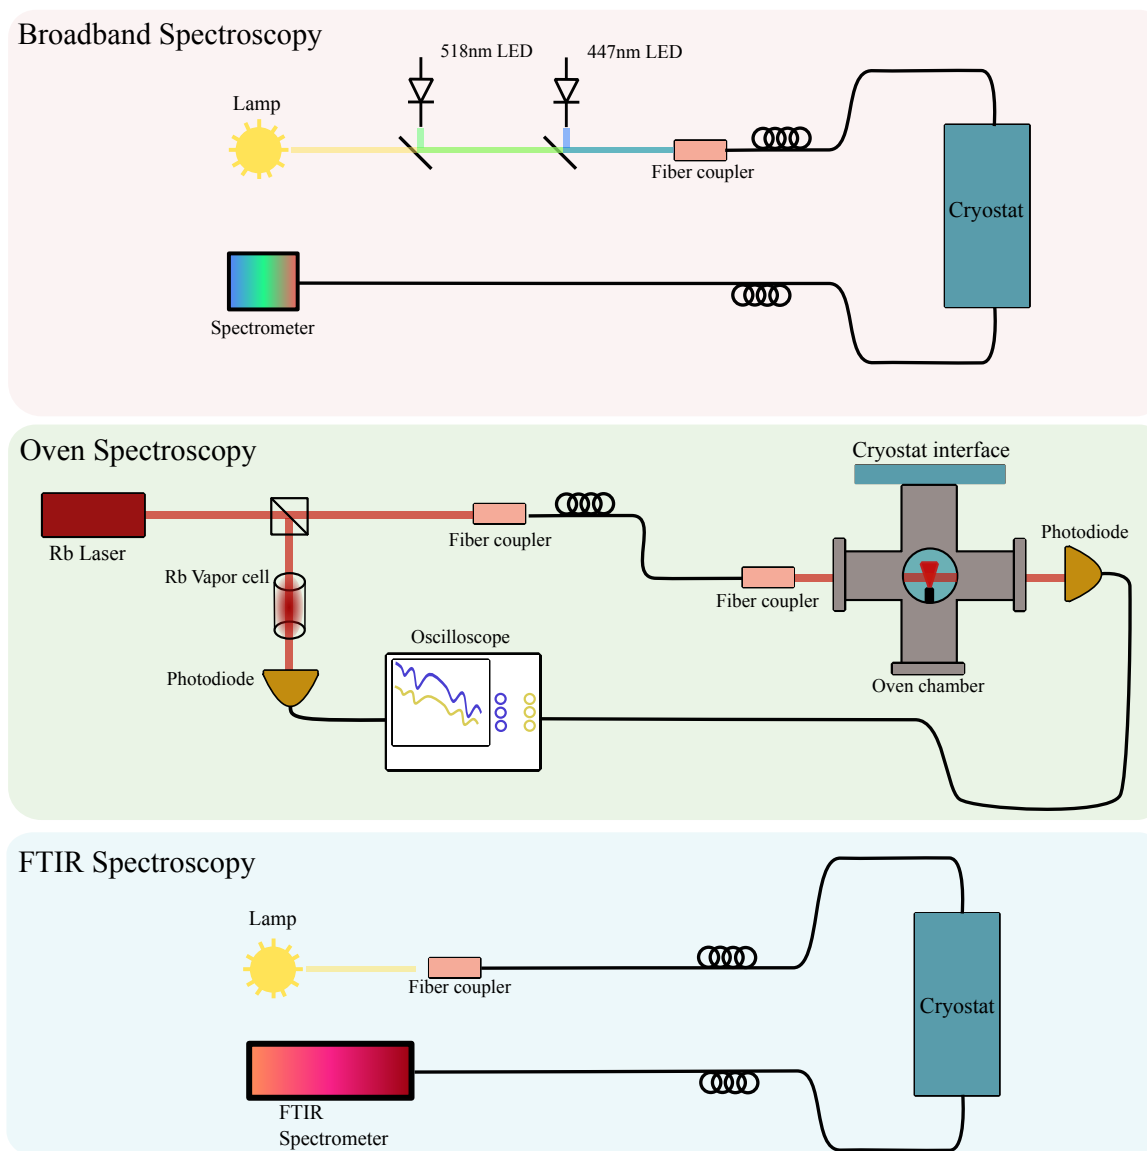 Broadband Spectroscopy
518nm LED
447nm LED
Lamp
Fiber coupler
Cryostat
Spectrometer
Oven Spectroscopy
Cryostat interface
Rb Laser
Fiber coupler
Photodiode
Rb Vapor cell
Fiber coupler
Oscilloscope
Photodiode
Oven chamber
FTIR Spectroscopy
Lamp
Fiber coupler
Cryostat
FTIR
Spectrometer